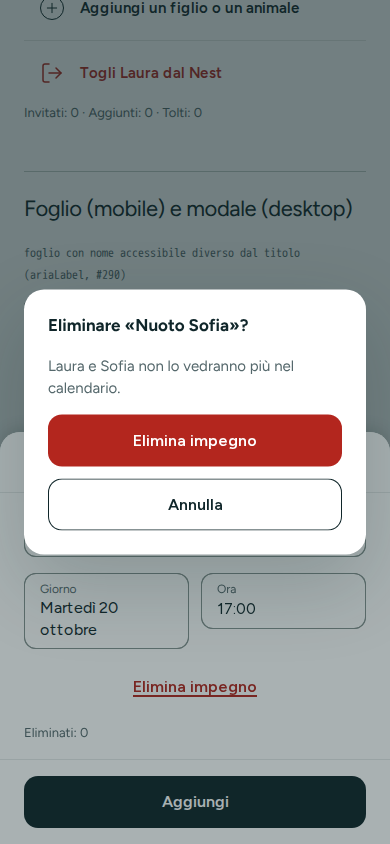 Aggiungi un figlio o un animale
Togli Laura dal Nest
Invitati: 0 · Aggiunti: 0 · Tolti: 0
Foglio (mobile) e modale (desktop)
foglio con nome accessibile diverso dal titolo
(ariaLabel, #290)
Eliminare «Nuoto Sofia»?
Laura e Sofia non lo vedranno più nel
calendario.
Elimina impegno
Annulla
Giorno
Martedì 20
ottobre
Ora
17:00
Elimina impegno
Eliminati: 0
Aggiungi